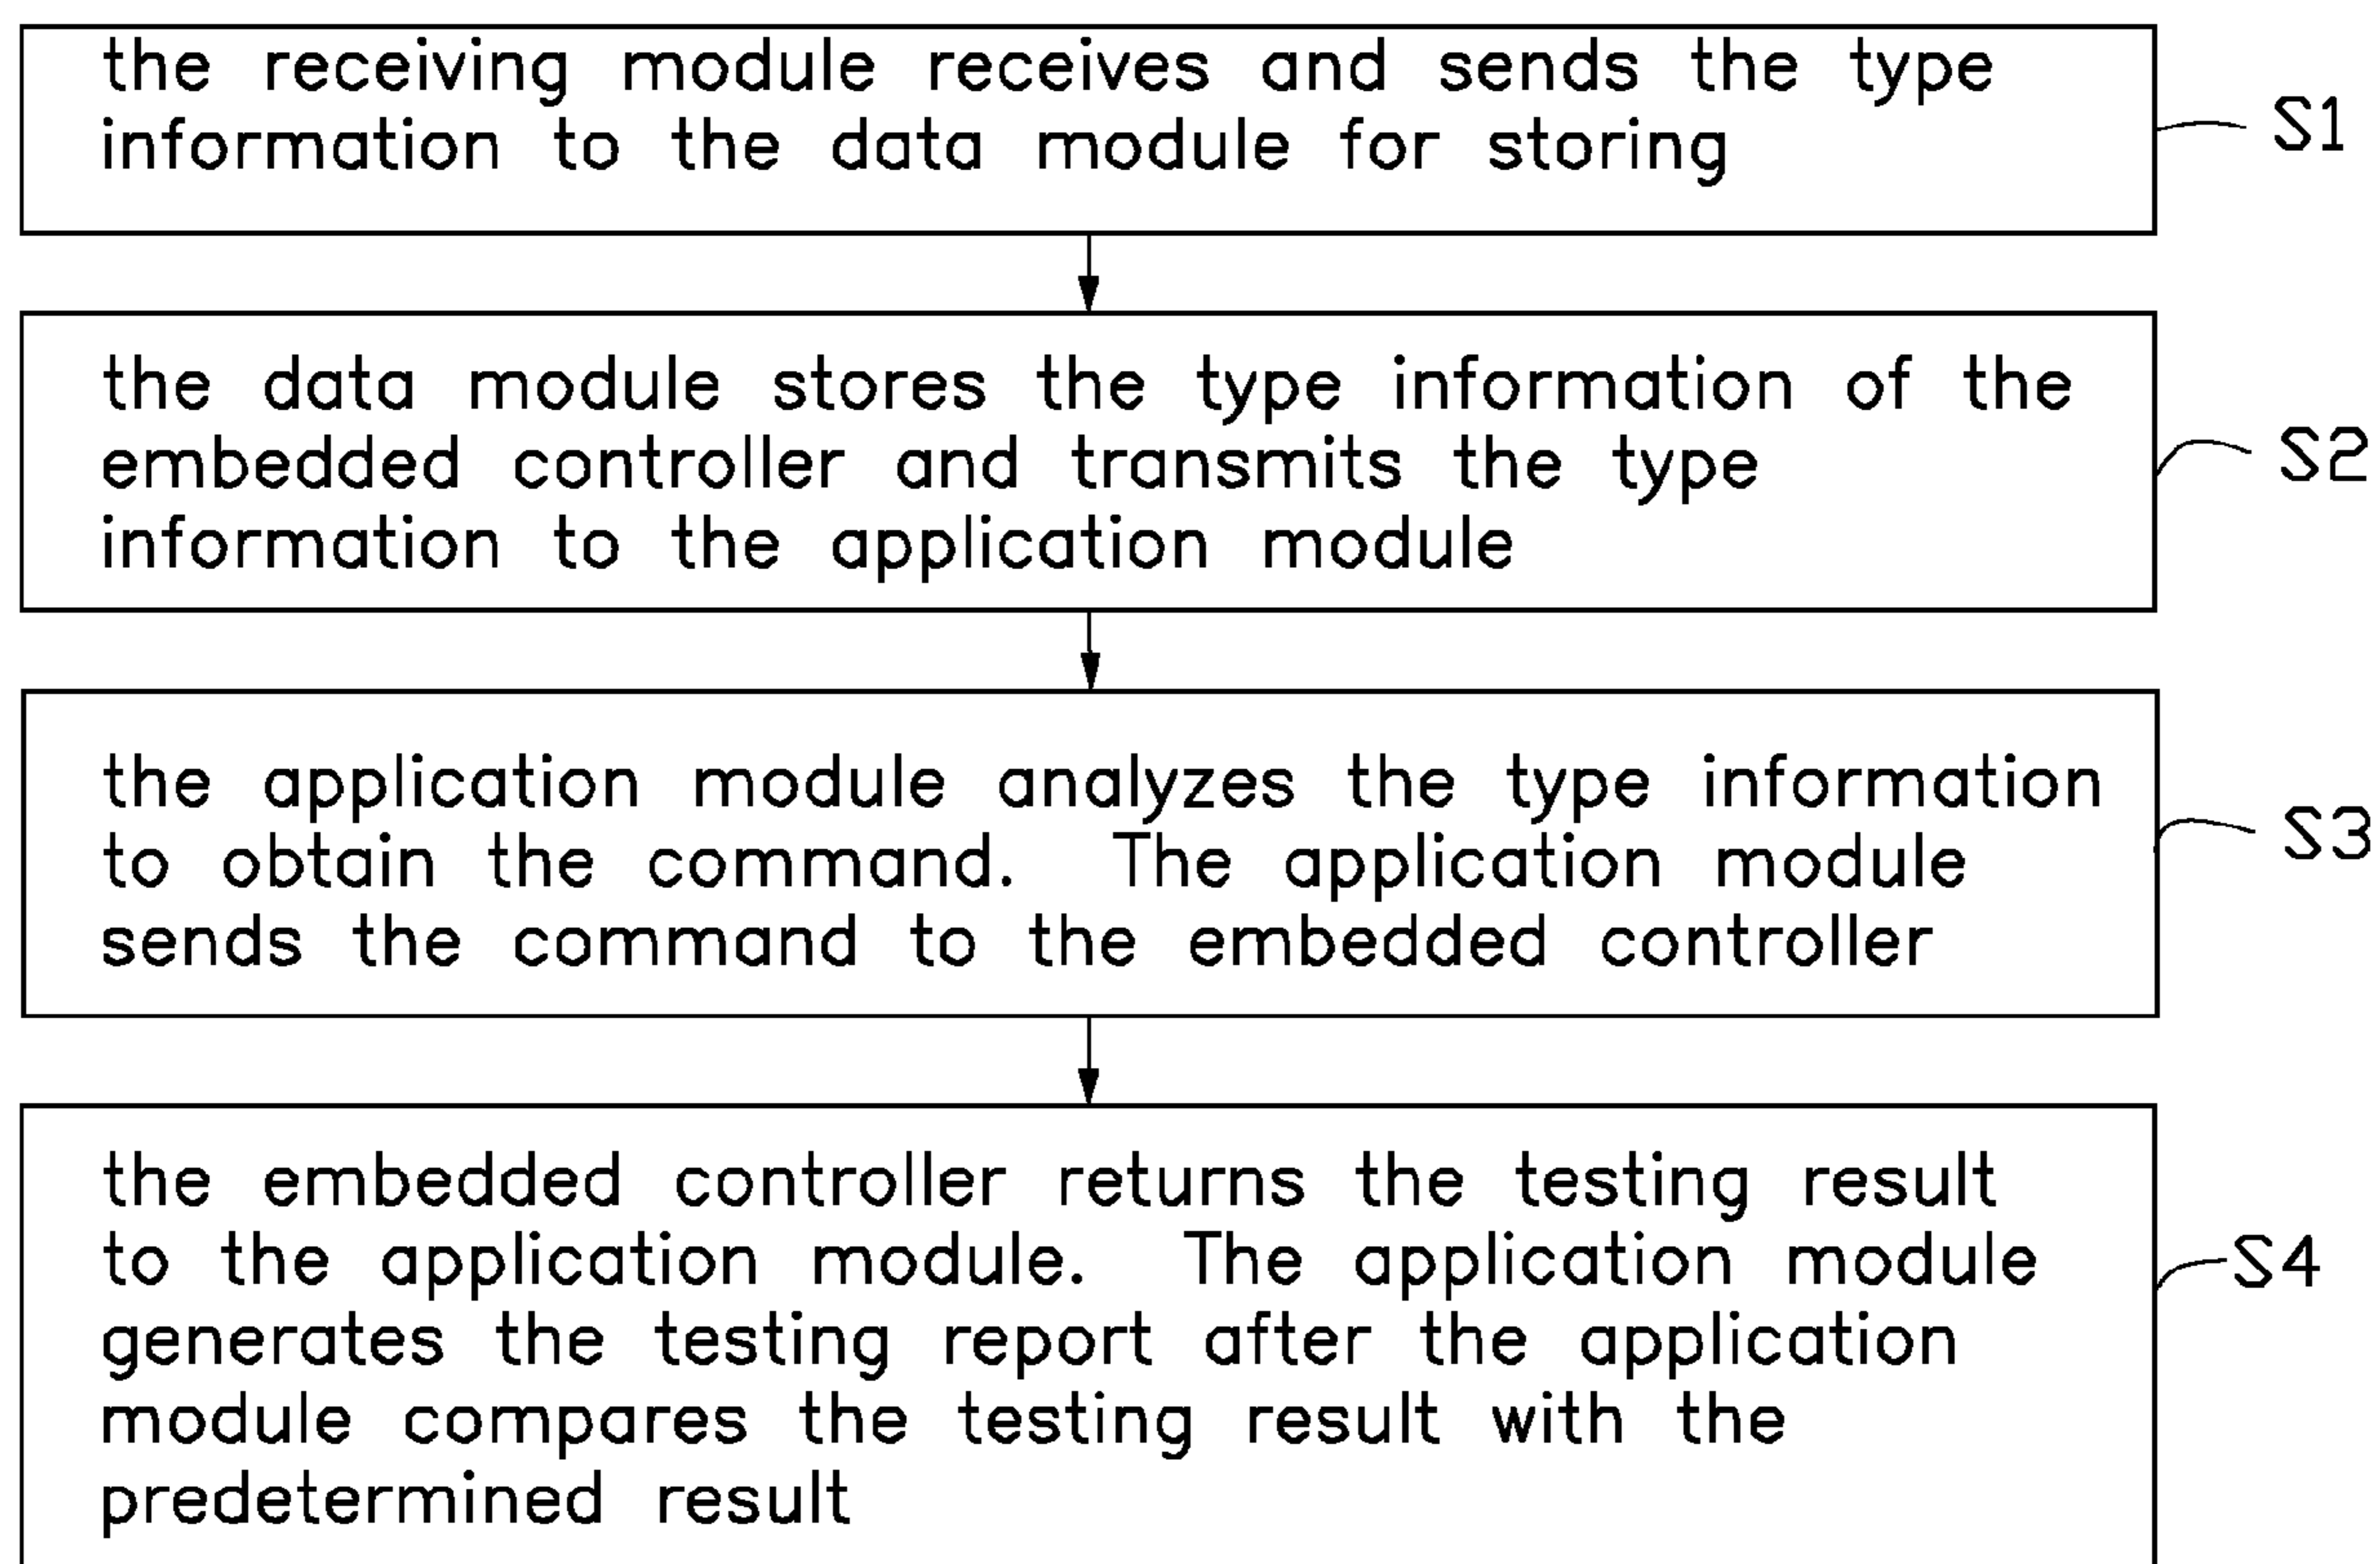 the receiving module receives and sends the type
information to the data module for storing
S1
the data module stores the type information of the
embedded controller and transmits the type
information to the application module
S2
the application module analyzes the type information
to obtain the command. The application module
sends the command to the embedded controller
S3
the embedded controller returns the testing result
to the application module. The application module
generates the testing report after the application
module compares the testing result with the
predetermined result
S4